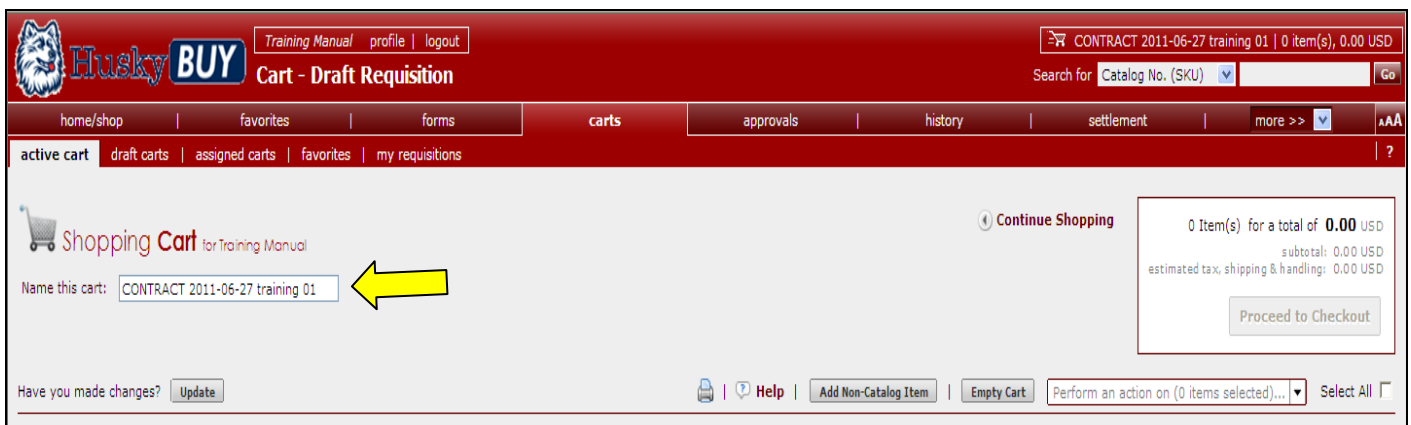 Husky BUY
Training Manual profile | logout
Cart - Draft Requisition
CONTRACT 2011-06-27 training 01 | 0 item(s), 0.00 USD
Search for Catalog No. (SKU) Go
home/shop | favorites | forms carts approvals | history | settlement | more >> AAA
active cart draft carts | assigned carts | favorites | my requisitions | ?
Shopping Cart for Training Manual
Continue Shopping
0 Item(s) for a total of 0.00 USD
subtotal: 0.00 USD
estimated tax, shipping & handling: 0.00 USD
Name this cart: CONTRACT 2011-06-27 training 01
Proceed to Checkout
Have you made changes? Update | Help | Add Non-Catalog Item | Empty Cart Perform an action on (0 items selected)... Select All